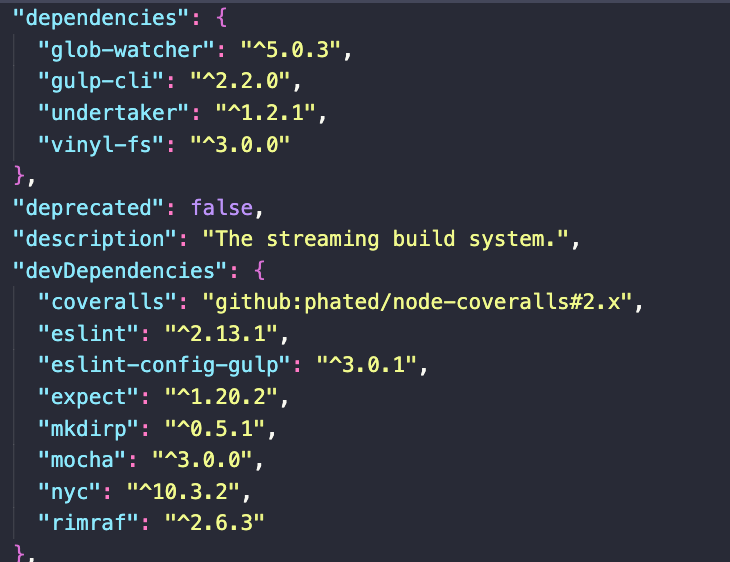 "dependencies": {
"glob-watcher": "^5.0.3",
"gulp-cli": "^2.2.0",
"undertaker": "^1.2.1",
"vinyl-fs": "^3.0.0"
},
"deprecated": false,
"description": "The streaming build system.",
"devDependencies": {
"coveralls": "github:phated/node-coveralls#2.x",
"eslint": "^2.13.1",
"eslint-config-gulp": "^3.0.1",
"expect": "^1.20.2",
"mkdirp": "^0.5.1",
"mocha": "^3.0.0",
"nyc": "^10.3.2",
"rimraf": "^2.6.3"
},